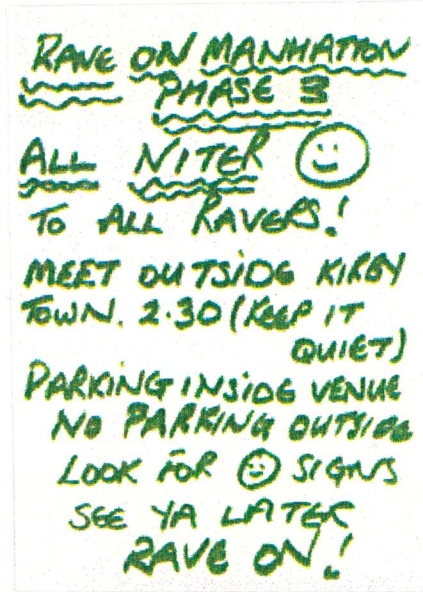 RAVE ON MANHATTON
PHASE 3
ALL NITER
TO ALL RAVERS!
MEET OUTSIDE KIRBY
TOWN. 2.30 (KEEP IT
QUIET)
PARKING INSIDE VENUE
NO PARKING OUTSIDE
LOOK FOR SIGNS
SEE YA LATER
RAVE ON!